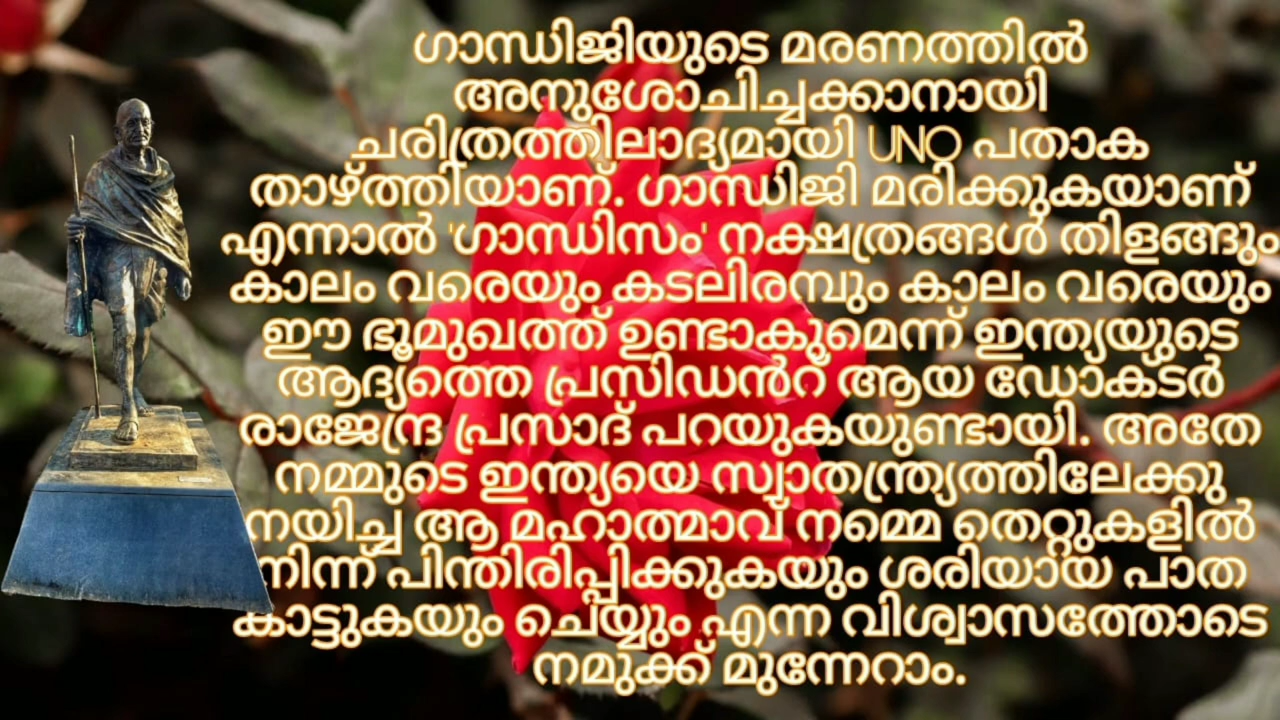 ഗാന്ധിജിയുടെ മരണത്തിൽ
അനുശോചിച്ചക്കാനായി
ചരിത്രത്തിലാദ്യമായി UNO പതാക
താഴ്ത്തിയാണ്. ഗാന്ധിജി മരിക്കുകയാണ്
എന്നാൽ 'ഗാന്ധിസം' നക്ഷത്രങ്ങൾ തിളങ്ങും
കാലം വരെയും കടലിരമ്പും കാലം വരെയും
ഈ ഭൂമുഖത്ത് ഉണ്ടാകുമെന്ന് ഇന്ത്യയുടെ
ആദ്യത്തെ പ്രസിഡൻറ് ആയ ഡോക്ടർ
രാജേന്ദ്ര പ്രസാദ് പറയുകയുണ്ടായി. അതേ
നമ്മുടെ ഇന്ത്യയെ സ്വാതന്ത്ര്യത്തിലേക്കു
നയിച്ച ആ മഹാത്മാവ് നമ്മെ തെറ്റുകളിൽ
നിന്ന് പിന്തിരിപ്പിക്കുകയും ശരിയായ പാത
കാട്ടുകയും ചെയ്യും എന്ന വിശ്വാസത്തോടെ
നമുക്ക് മുന്നേറാം.